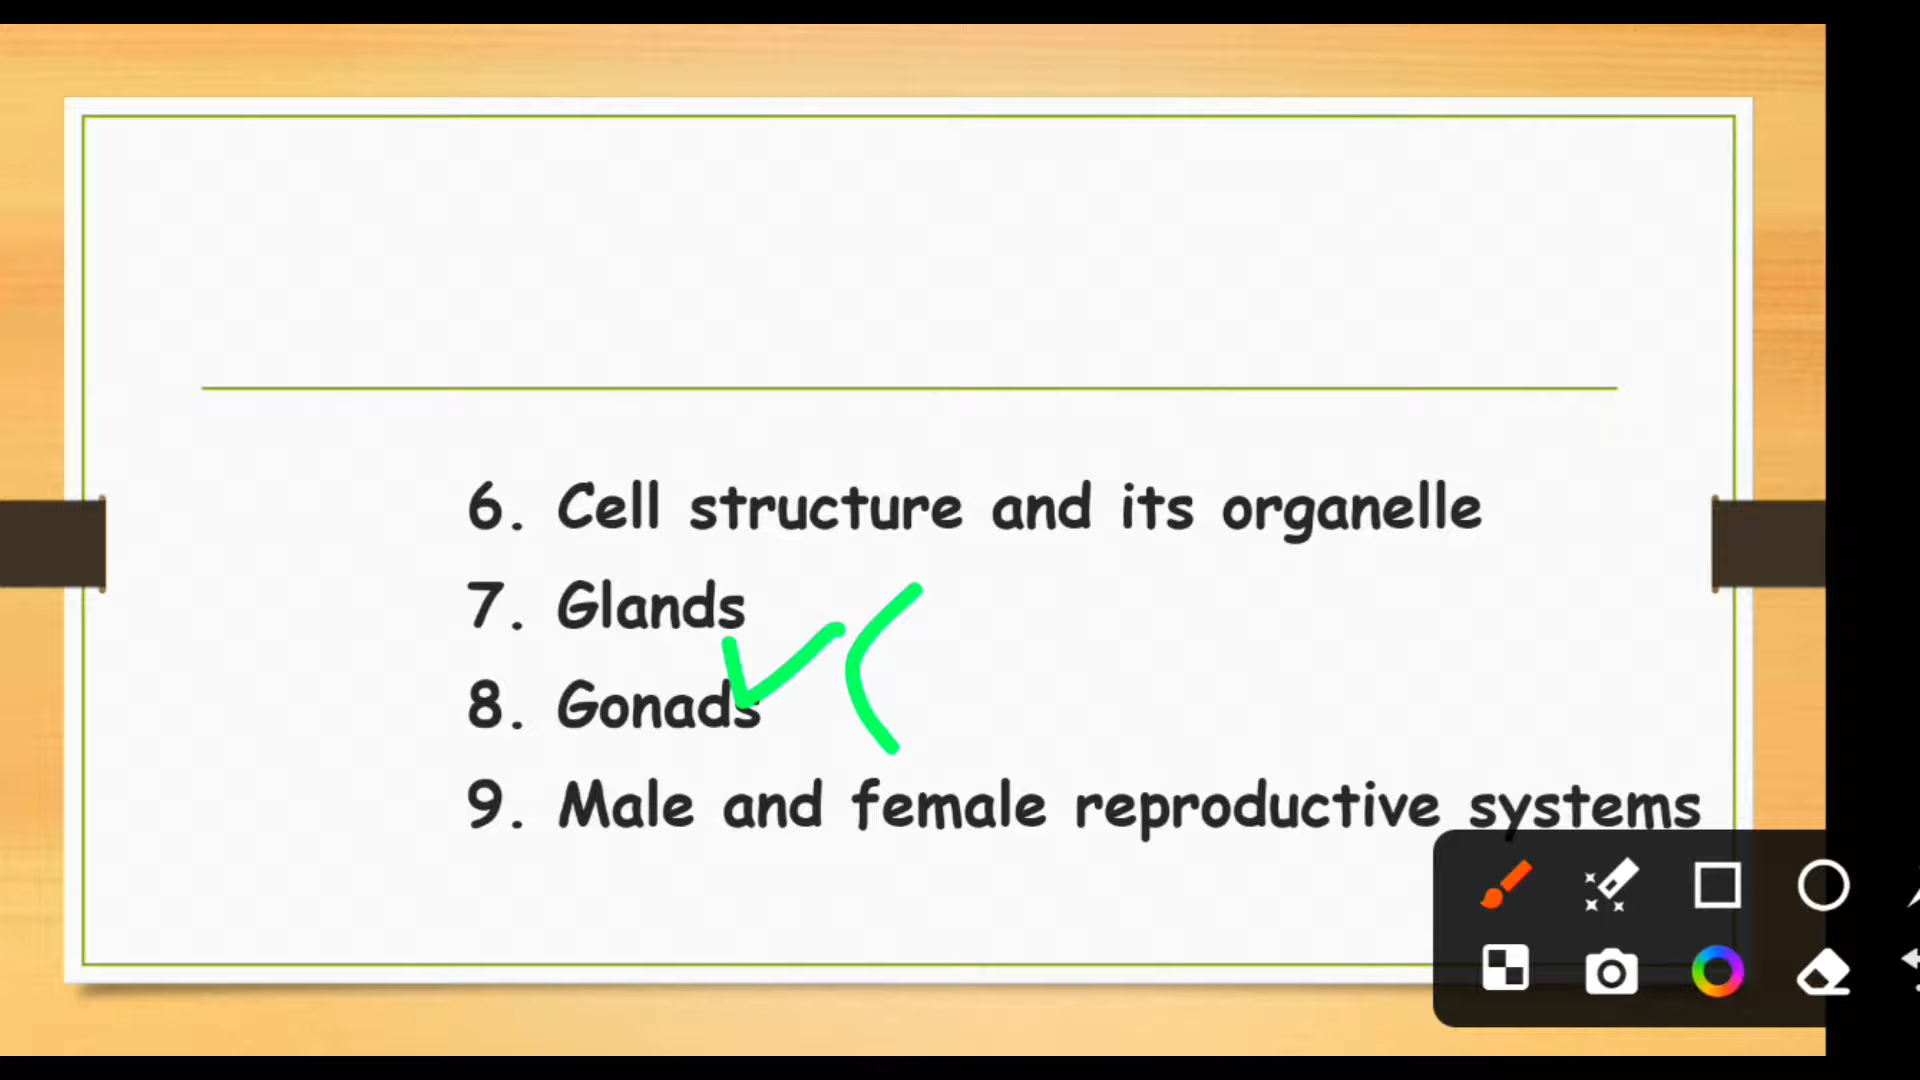 6. Cell structure and its organelle
7. Glands
8. Gonads
9. Male and female reproductive systems